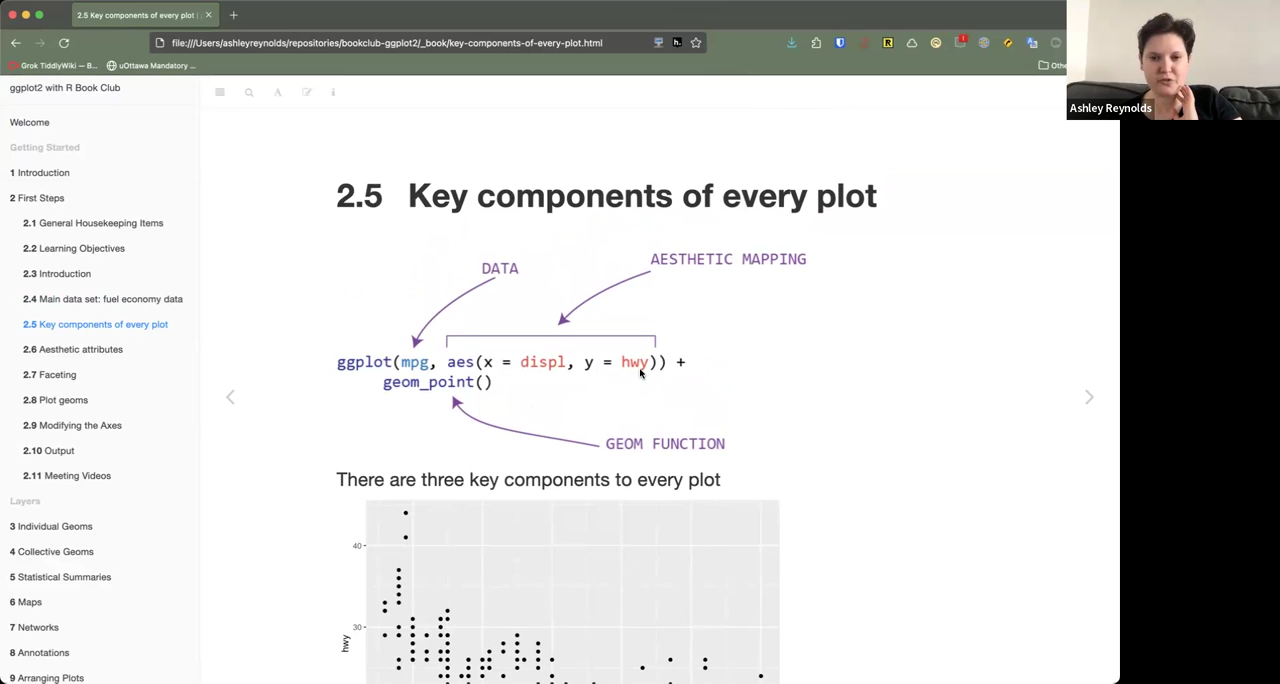 2.5 Key components of every plot |
file:///Users/ashleyreynolds/repositories/bookclub-ggplot2/_book/key-components-of-every-plot.html
Grok TiddlyWiki — B...
uOttawa Mandatory ...
Othe
Ashley Reynolds
ggplot2 with R Book Club
Welcome
Getting Started
1 Introduction
2 First Steps
2.1 General Housekeeping Items
2.2 Learning Objectives
2.3 Introduction
2.4 Main data set: fuel economy data
2.5 Key components of every plot
2.6 Aesthetic attributes
2.7 Faceting
2.8 Plot geoms
2.9 Modifying the Axes
2.10 Output
2.11 Meeting Videos
Layers
3 Individual Geoms
4 Collective Geoms
5 Statistical Summaries
6 Maps
7 Networks
8 Annotations
9 Arranging Plots
2.5 Key components of every plot
DATA
AESTHETIC MAPPING
ggplot(mpg, aes(x = displ, y = hwy)) +
geom_point()
GEOM FUNCTION
There are three key components to every plot
40
30
hwy